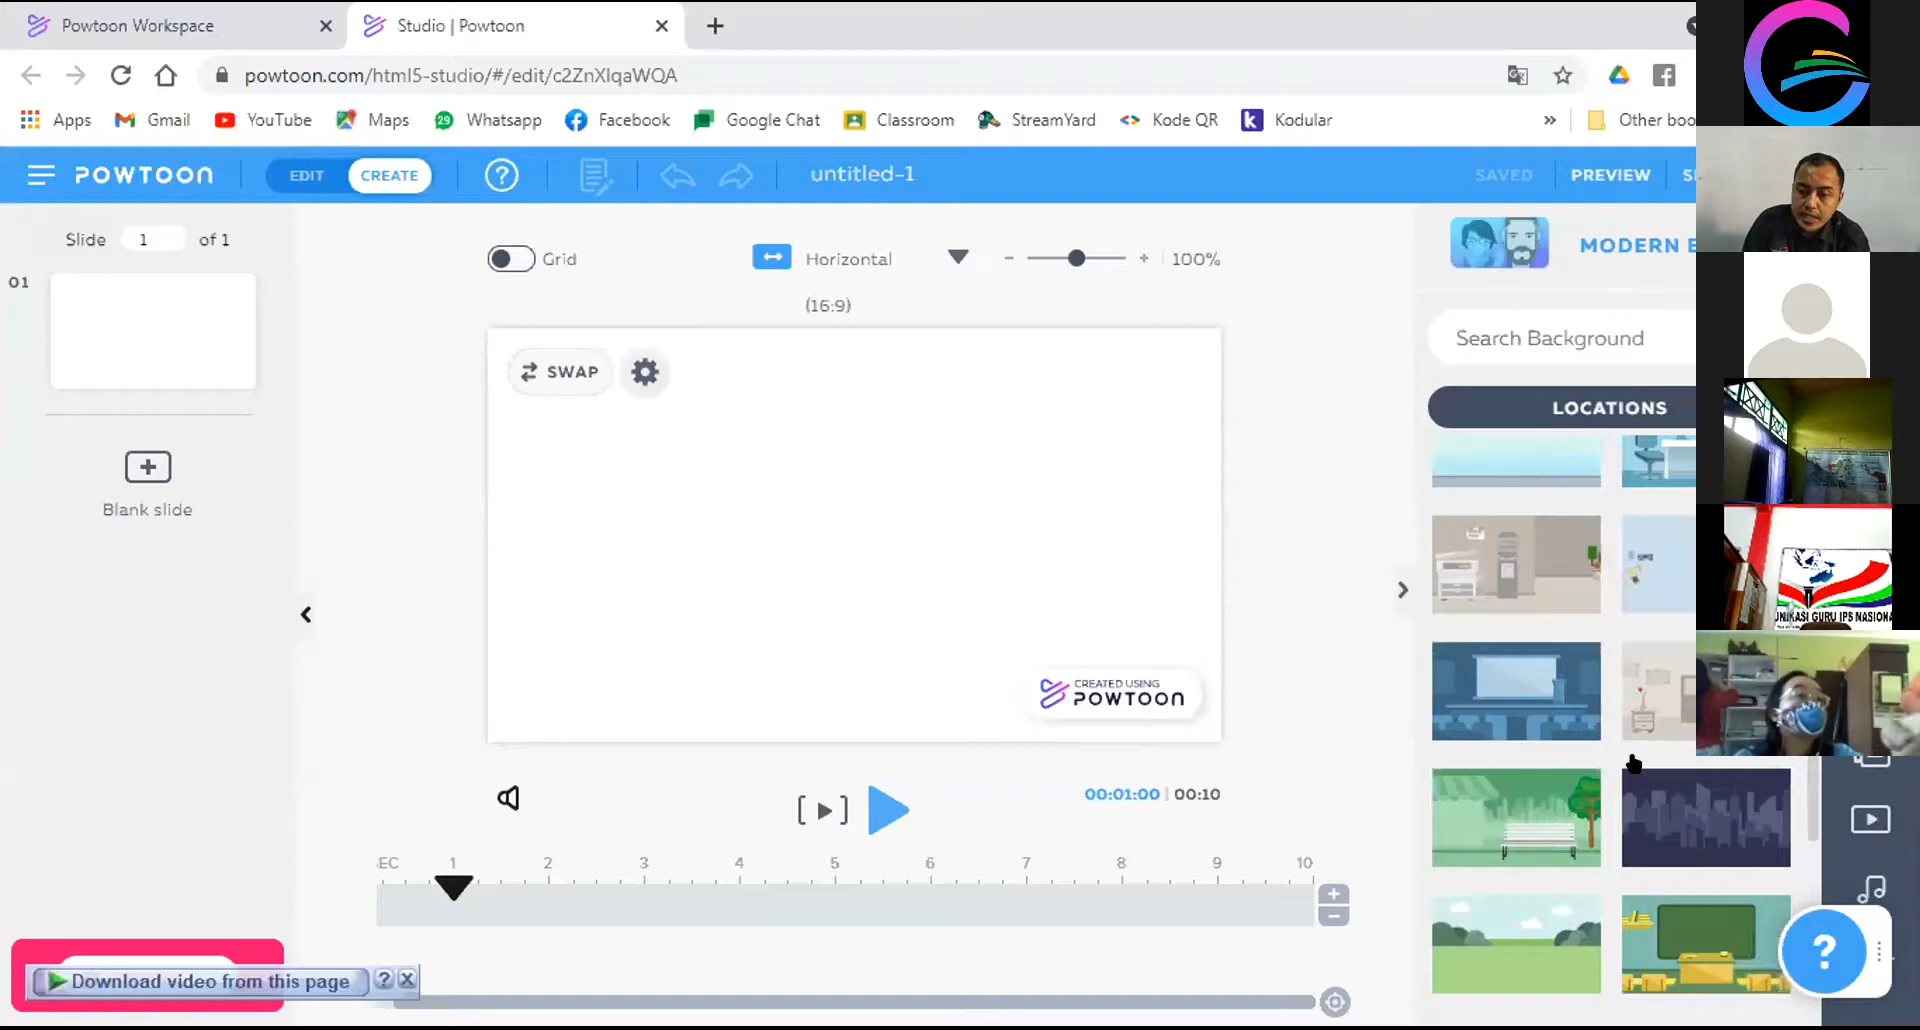 Powtoon Workspace
Studio | Powtoon
powtoon.com/html5-studio/#/edit/c2ZnXlqaWQA
Apps
Gmail
YouTube
Maps
29
Whatsapp
Facebook
Google Chat
Classroom
StreamYard
Kode QR
k
Kodular
»
Other boo
POWTOON
EDIT
CREATE
?
untitled-1
SAVED
PREVIEW
Slide 1 of 1
Grid
Horizontal
(16:9)
100%
MODERN E
01
Search Background
SWAP
LOCATIONS
Blank slide
UNIKASI GURU IPS NASIONA
CREATED USING
POWTOON
00:01:00 | 00:10
EC 1 2 3 4 5 6 7 8 9 10
Download video from this page
?
?